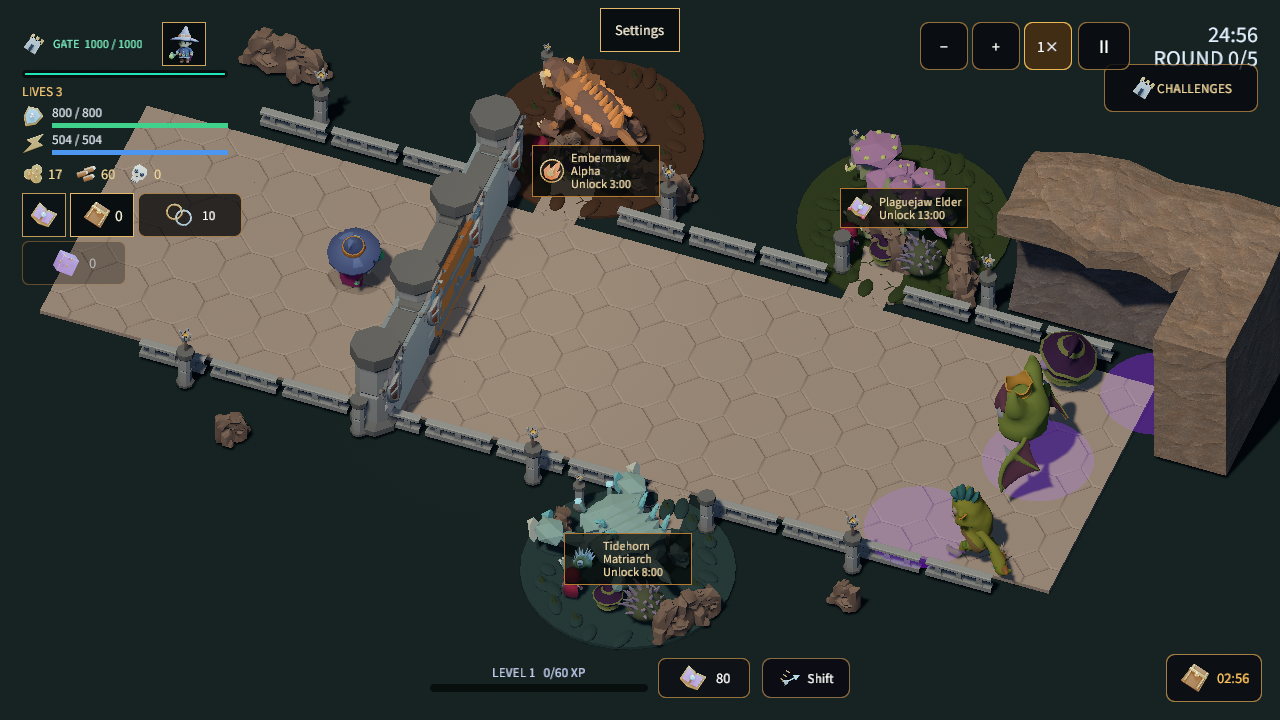 Settings
GATE 1000 / 1000
− + 1×
24:56
ROUND 0/5
CHALLENGES
LIVES 3
800 / 800
504 / 504
17 60 0
0 10
0
Embermaw
Alpha
Unlock 3:00
Plaguejaw Elder
Unlock 13:00
Tidehorn
Matriarch
Unlock 8:00
LEVEL 1 0/60 XP
80
Shift
02:56